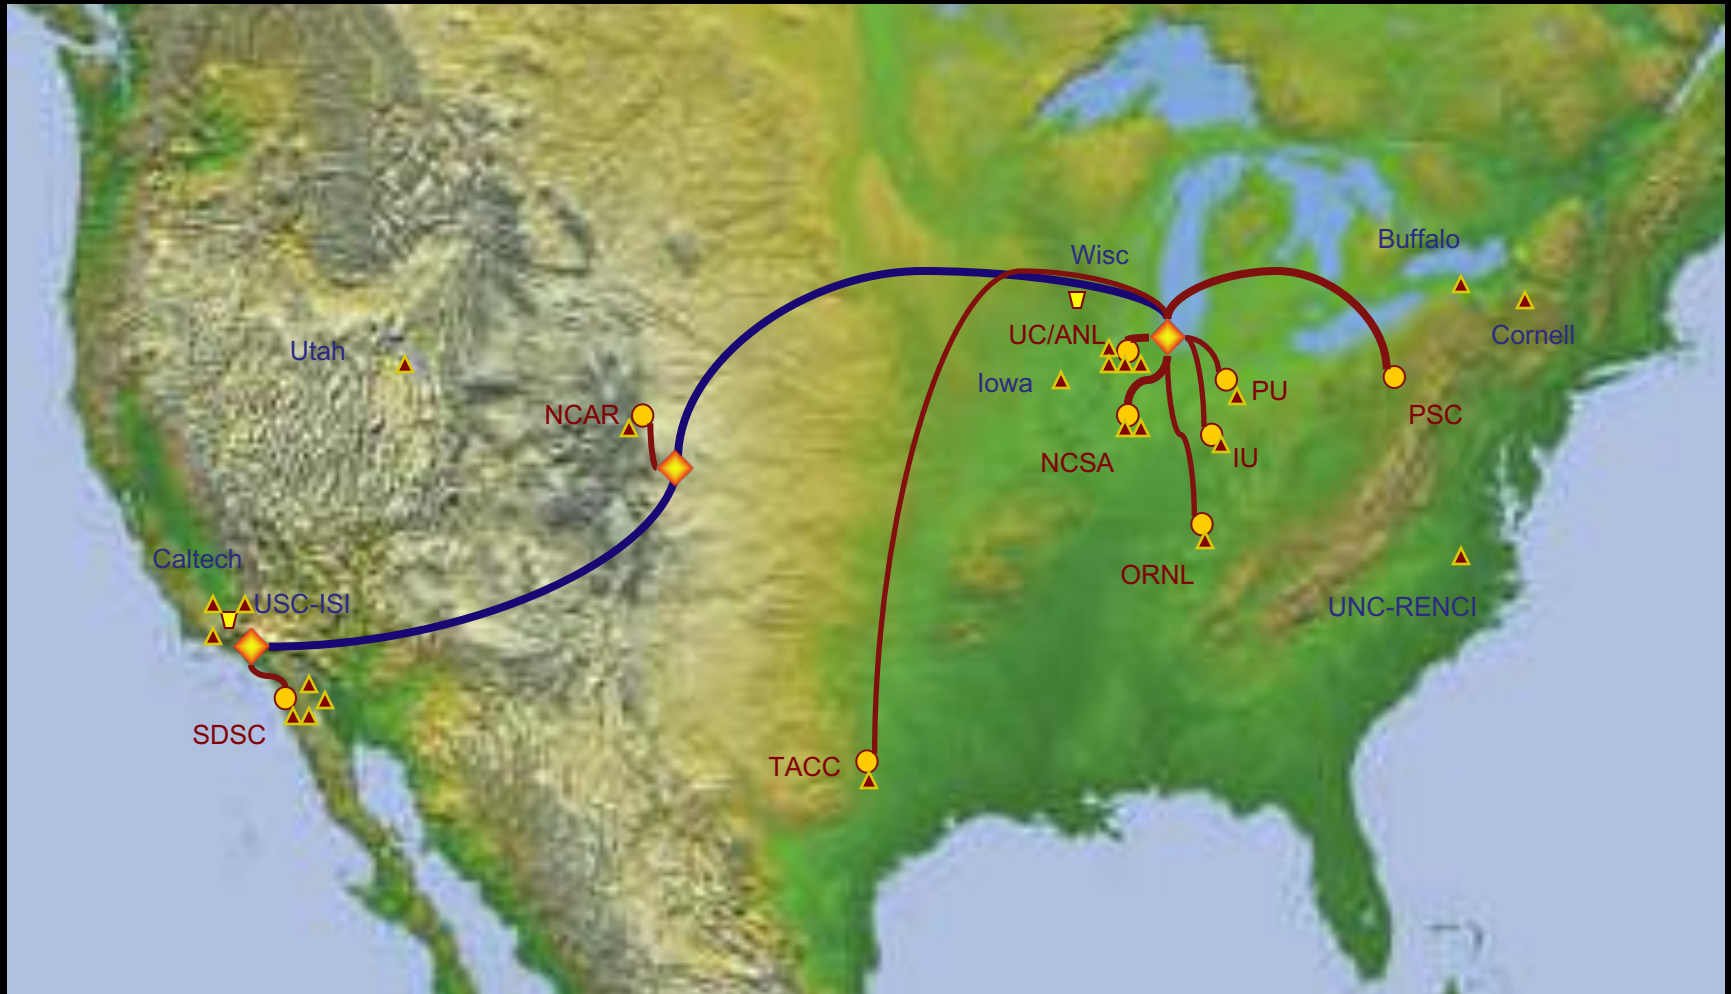 Buffalo
Wisc
UC/ANL
Cornell
Utah
Iowa
PU
NCAR
PSC
NCSA
IU
Caltech
ORNL
USC-ISI
UNC-RENCI
SDSC
TACC